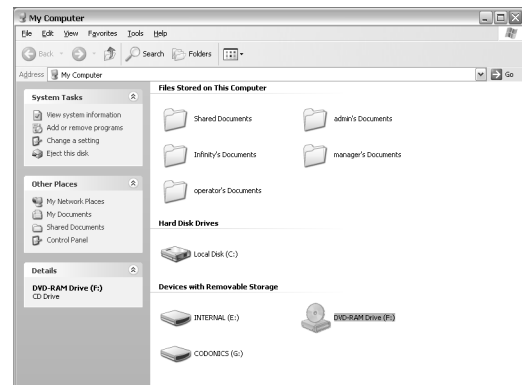 My Computer
File Edit View Favorites Tools Help
Back Search Folders
Address My Computer Go
System Tasks
View system information
Add or remove programs
Change a setting
Eject this disk
Other Places
My Network Places
My Documents
Shared Documents
Control Panel
Details
DVD-RAM Drive (F:)
CD Drive
Files Stored on This Computer
Shared Documents admin's Documents
Infinity's Documents manager's Documents
operator's Documents
Hard Disk Drives
Local Disk (C:)
Devices with Removable Storage
INTERNAL (E:) DVD-RAM Drive (F:)
CODONICS (G:)